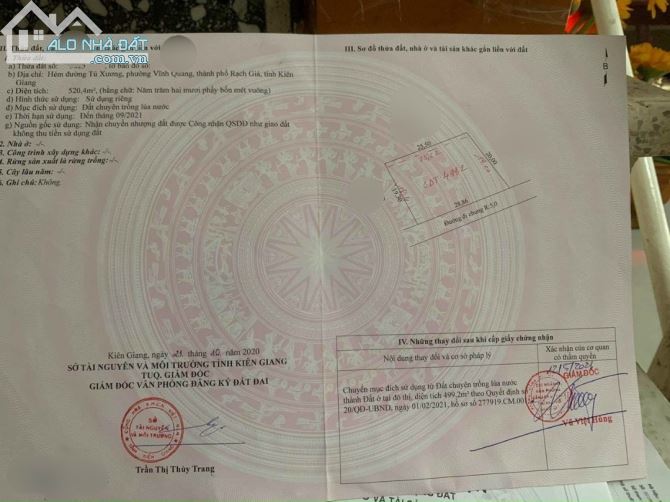 ALO NHÀ ĐẤT
.com.vn
II. Thửa đất, với
1. Thửa đất:
a) Thửa đất số: tờ bản đồ số:
b) Địa chỉ: Hẻm đường Tú Xương, phường Vĩnh Quang, thành phố Rạch Giá, tỉnh Kiên
Giang
c) Diện tích: 520,4m², (bằng chữ: Năm trăm hai mươi phẩy bốn mét vuông)
d) Hình thức sử dụng: Sử dụng riêng
đ) Mục đích sử dụng: Đất chuyên trồng lúa nước
e) Thời hạn sử dụng: Đến tháng 09/2021
g) Nguồn gốc sử dụng: Nhận chuyển nhượng đất được Công nhận QSDĐ như giao đất
không thu tiền sử dụng đất
2. Nhà ở: -/-
3. Công trình xây dựng khác: -/-
4. Rừng sản xuất là rừng trồng: -/-
5. Cây lâu năm: -/-
6. Ghi chú: Không.
Kiên Giang, ngày 21 tháng 10 năm 2020
SỞ TÀI NGUYÊN VÀ MÔI TRƯỜNG TỈNH KIÊN GIANG
TUQ. GIÁM ĐỐC
GIÁM ĐỐC VĂN PHÒNG ĐĂNG KÝ ĐẤT ĐAI
SỞ
TÀI NGUYÊN
VÀ MÔI TRƯỜNG
Trần Thị Thùy Trang
III. Sơ đồ thửa đất, nhà ở và tài sản khác gắn liền với đất
B
25.50
20.00
28.86
Đường đi chung R:5,0
IV. Những thay đổi sau khi cấp giấy chứng nhận
Nội dung thay đổi và cơ sở pháp lý
Xác nhận của cơ quan
có thẩm quyền
GIÁM ĐỐC
Chuyển mục đích sử dụng từ Đất chuyên trồng lúa nước
thành Đất ở tại đô thị, diện tích 499,2m² theo Quyết định số
20/QĐ-UBND, ngày 01/02/2021, hồ sơ số 277919.CM.001
Võ Việt Hùng